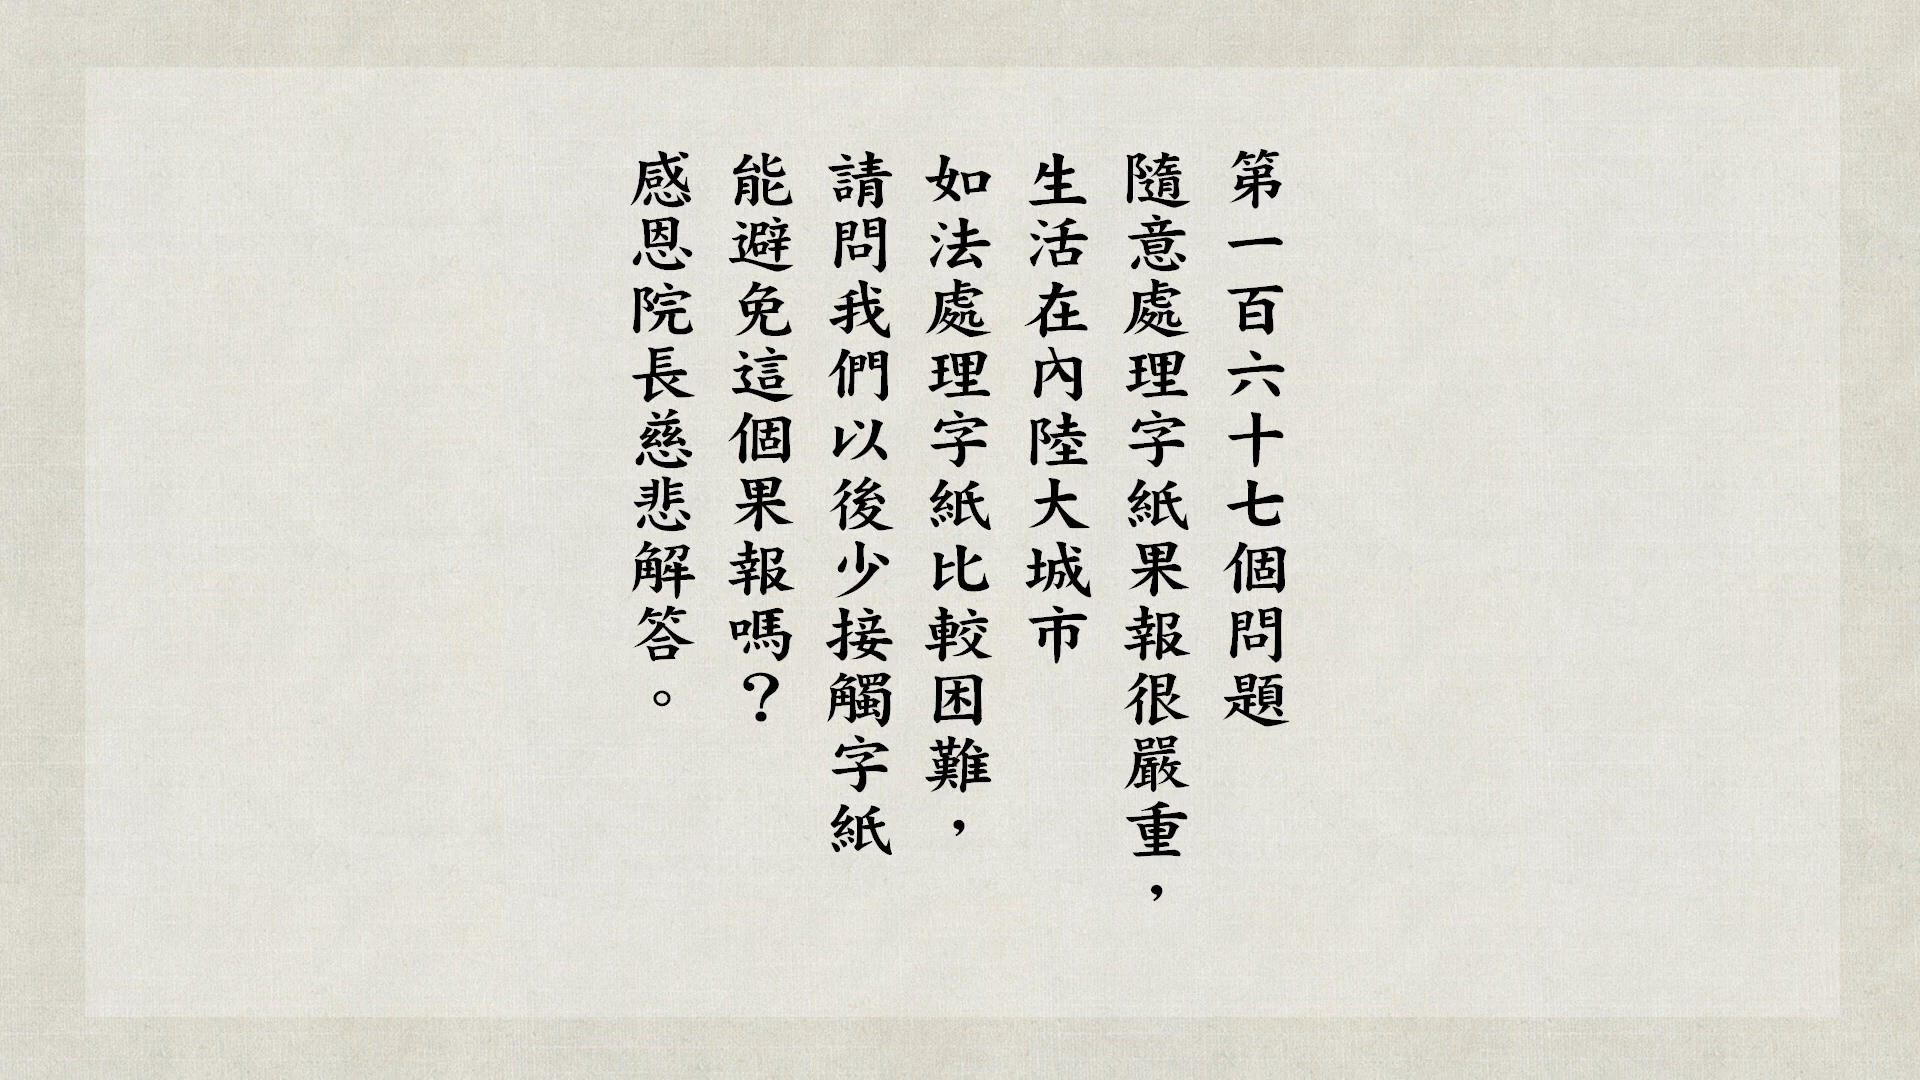 第一百六十七個問題
隨意處理字紙果報很嚴重，
生活在內陸大城市
如法處理字紙比較困難，
請問我們以後少接觸字紙
能避免這個果報嗎？
感恩院長慈悲解答。